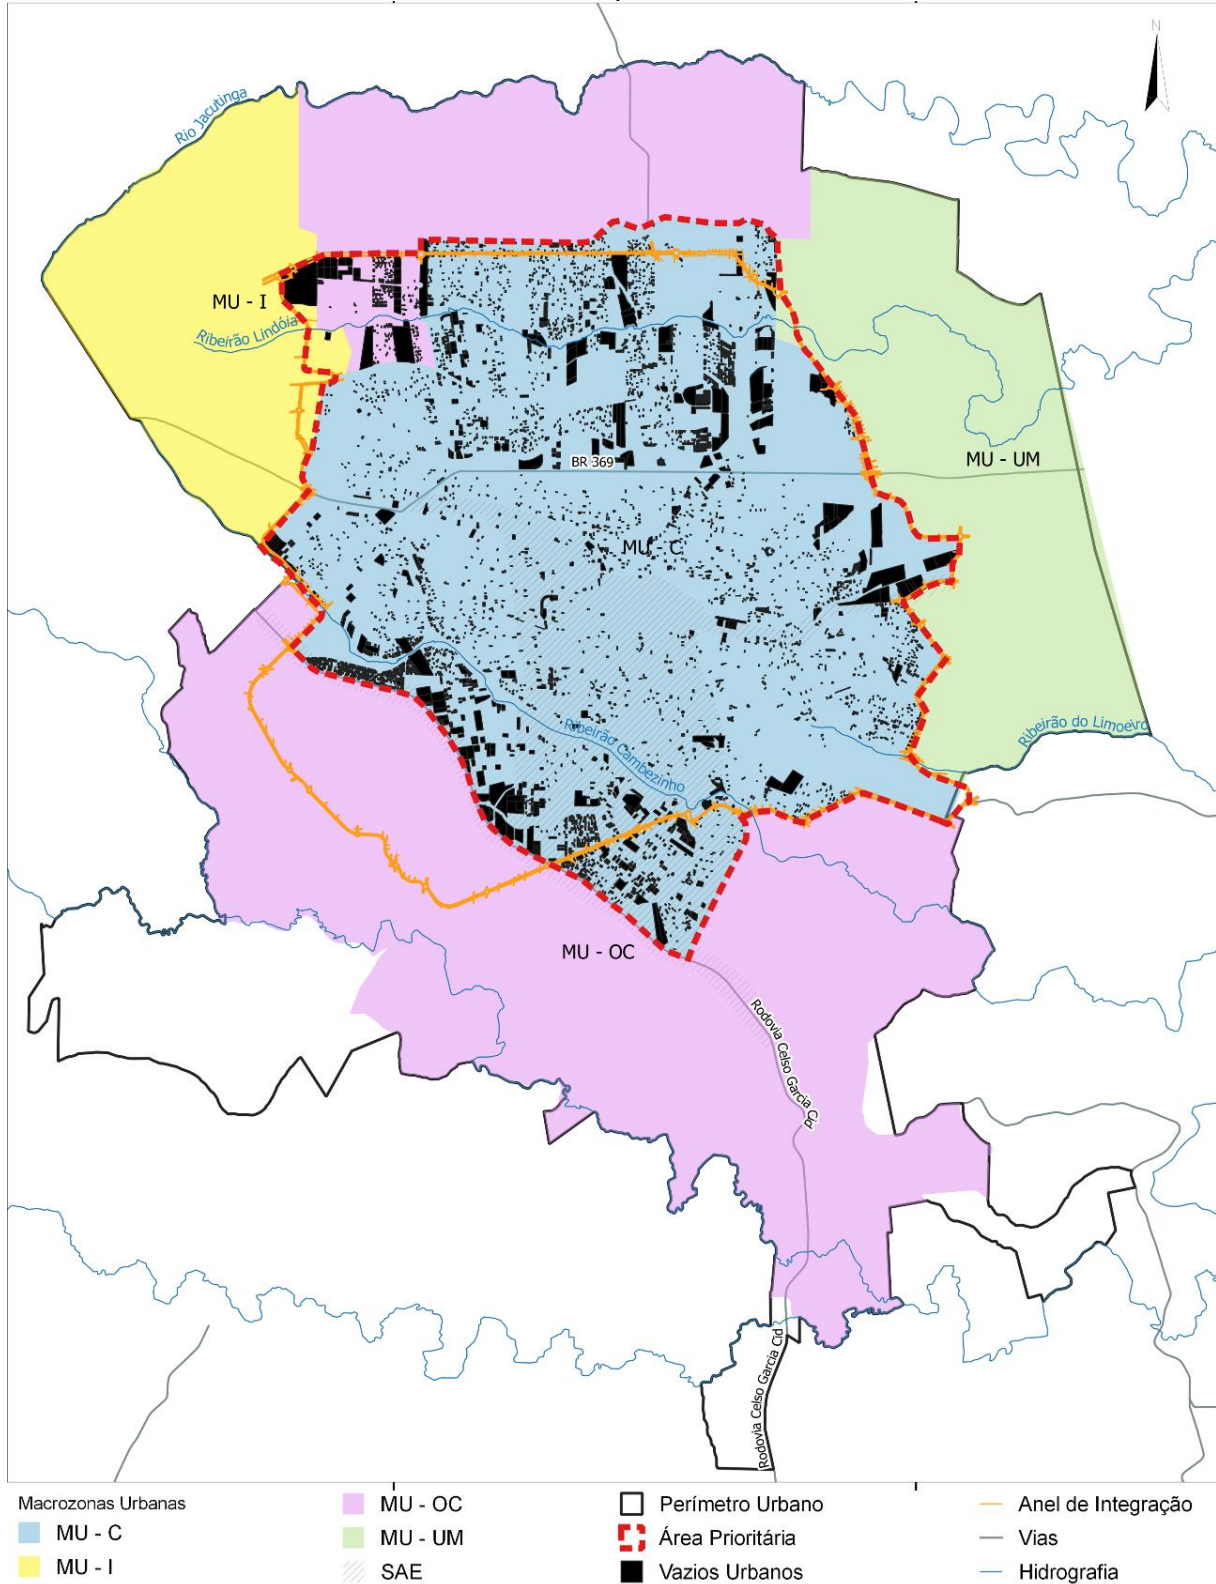 N
Rio Jacutinga
MU - I
Ribeirão Lindóia
BR 369
MU - UM
MU - C
Ribeirão Cambezinho
Ribeirão do Limoeiro
MU - OC
Rodovia Celso Garcia Cid
Rodovia Celso Garcia Cid
Macrozonas Urbanas
MU - C
MU - I
MU - OC
MU - UM
SAE
Perímetro Urbano
Área Prioritária
Vazios Urbanos
Anel de Integração
Vias
Hidrografia